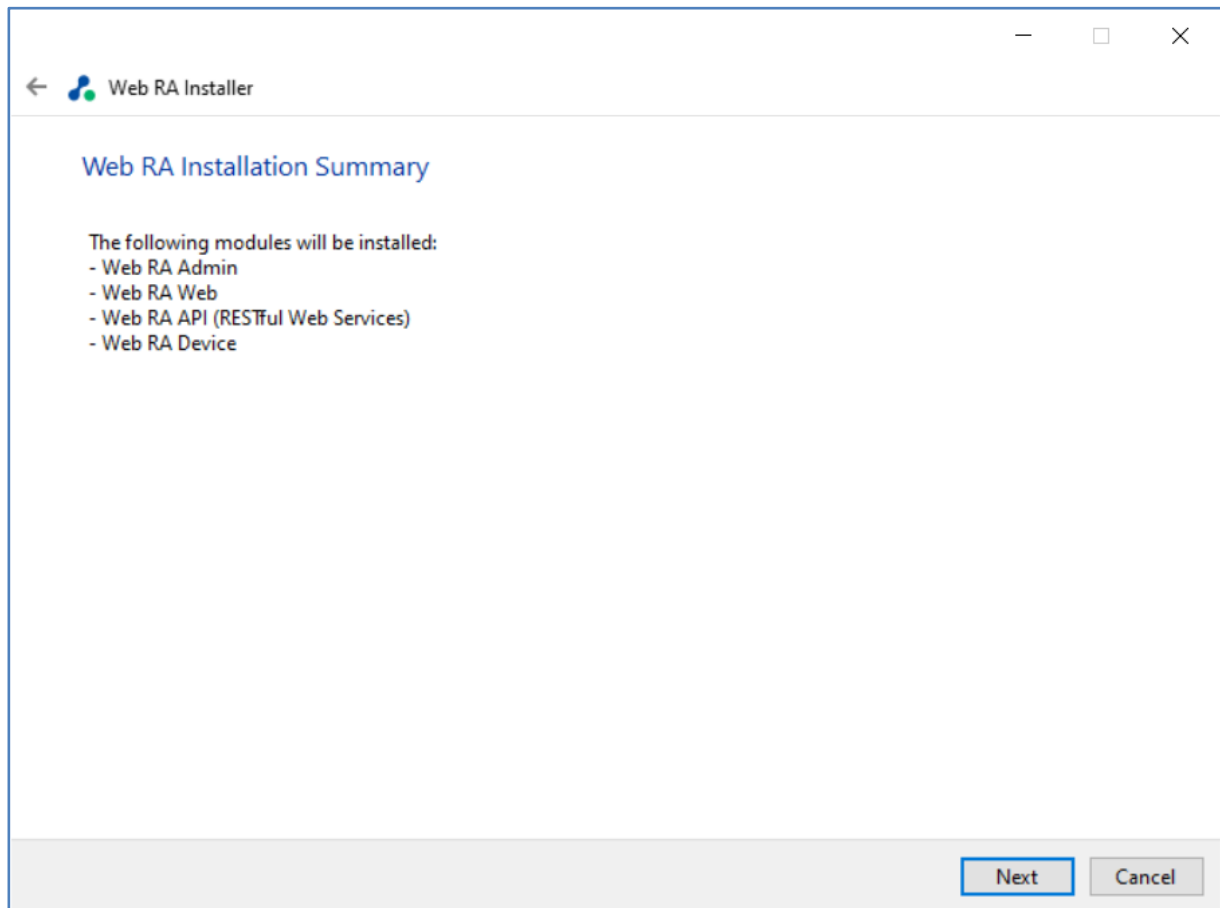 Web RA Installer
Web RA Installation Summary
The following modules will be installed:
- Web RA Admin
- Web RA Web
- Web RA API (RESTful Web Services)
- Web RA Device
Next
Cancel